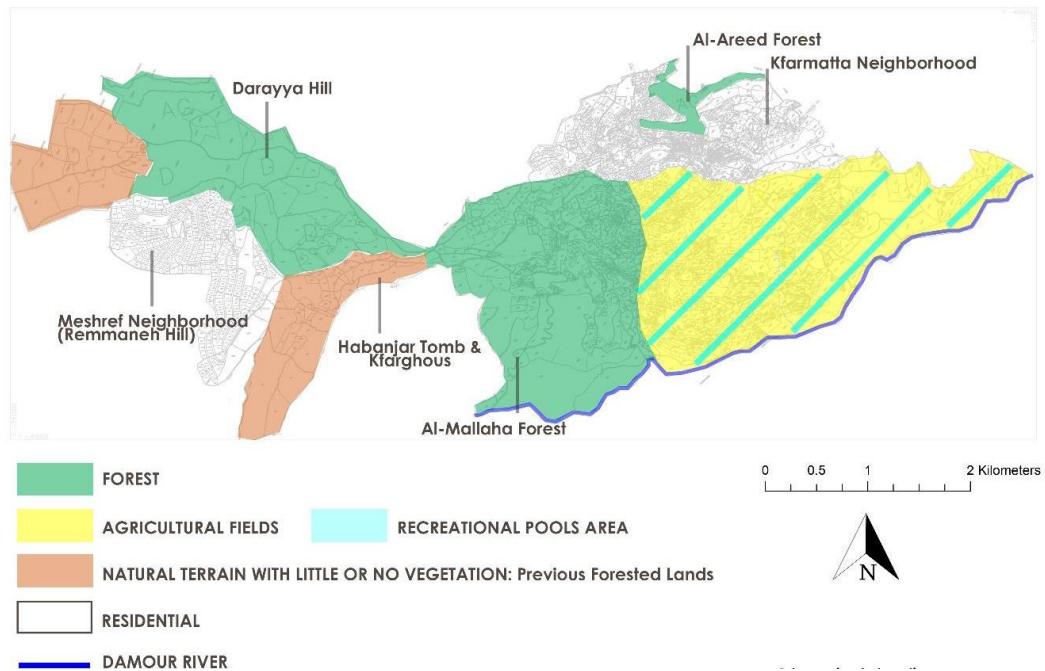 Al-Areed Forest
Kfarmatta Neighborhood
Darayya Hill
Meshref Neighborhood
(Remmaneh Hill)
Habanjar Tomb &
Kfarghous
Al-Mallaha Forest
FOREST
AGRICULTURAL FIELDS
RECREATIONAL POOLS AREA
NATURAL TERRAIN WITH LITTLE OR NO VEGETATION: Previous Forested Lands
RESIDENTIAL
DAMOUR RIVER
0 0.5 1 2 Kilometers
N